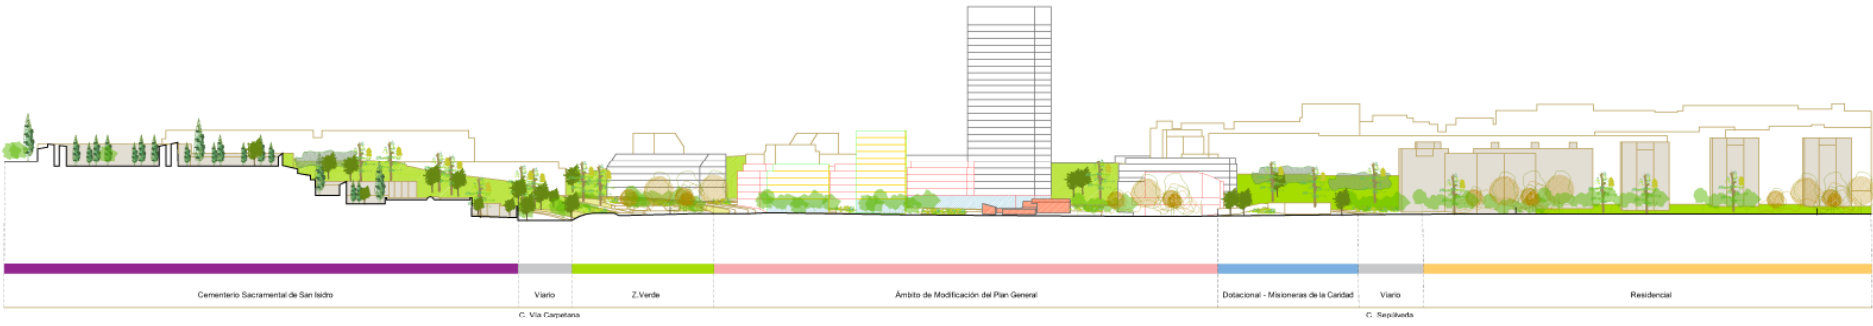 Cementerio Sacramental de San Isidro
Viario
Z.Verde
Ámbito de Modificación del Plan General
Dotacional - Misioneras de la Caridad
Viario
Residencial
C. Vía Carpetana
C. Sepúlveda